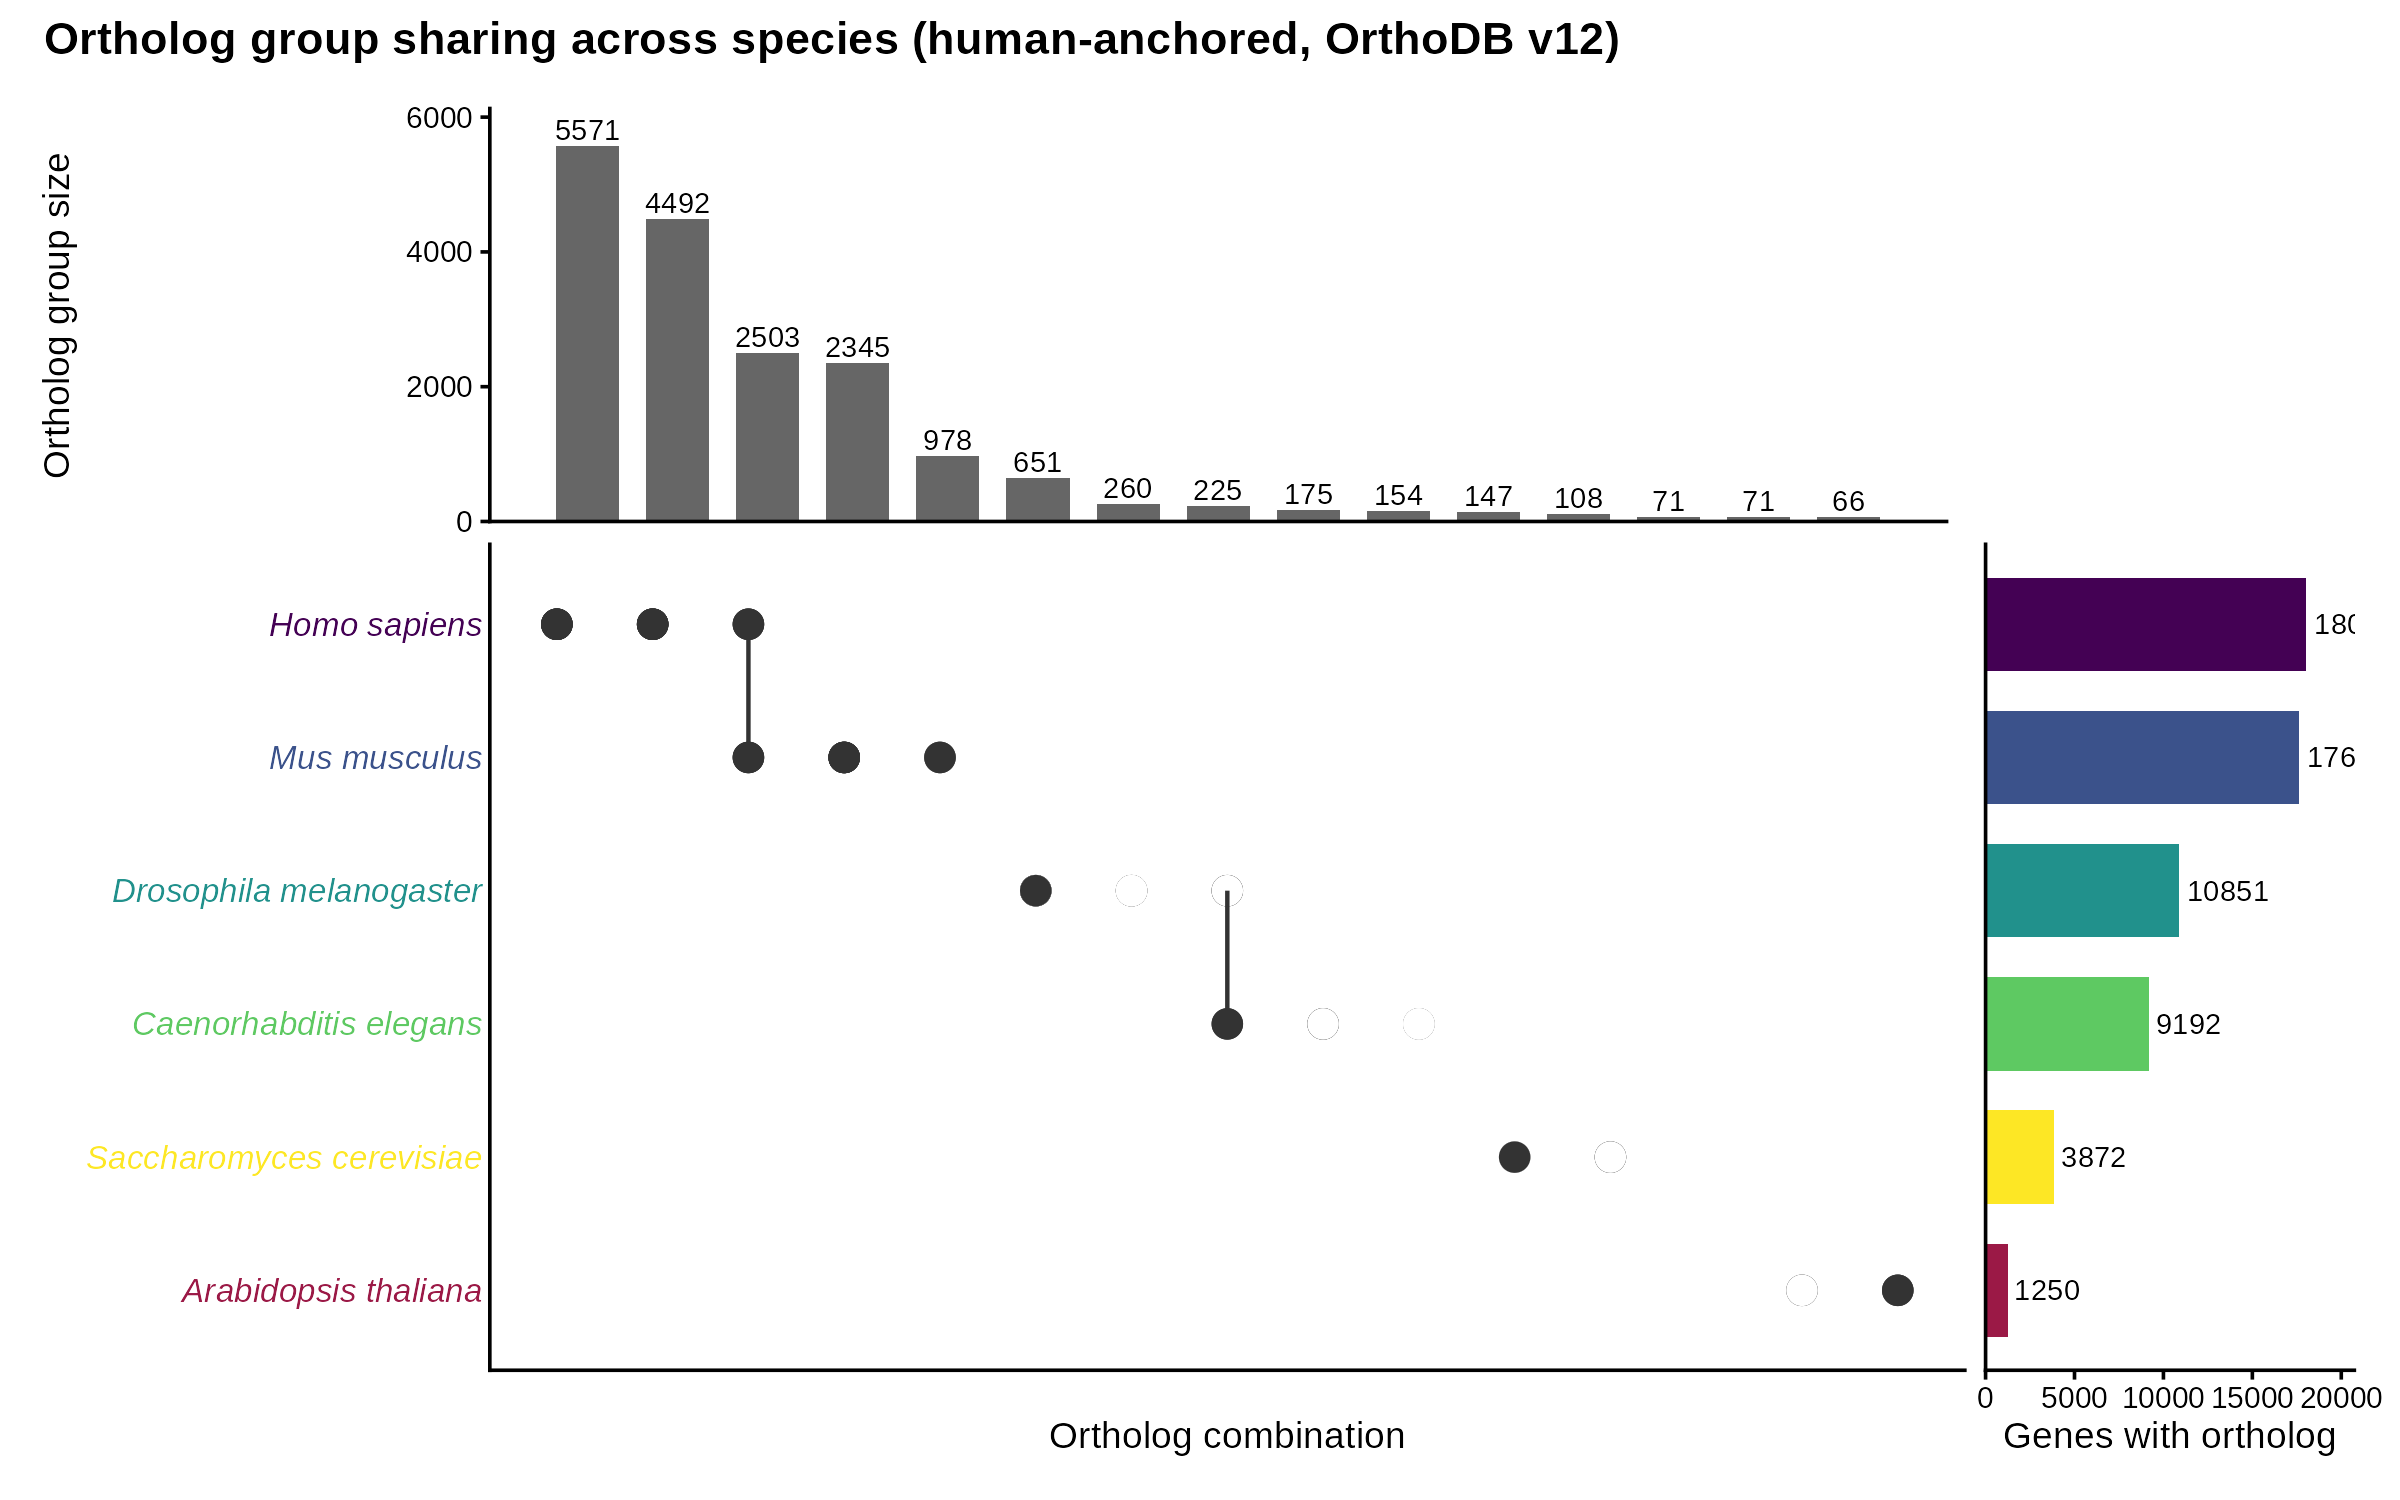 Ortholog group sharing across species (human-anchored, OrthoDB v12)
Ortholog group size
6000
4000
2000
0
5571
4492
2503
2345
978
651
260
225
175
154
147
108
71
71
66
Homo sapiens
Mus musculus
Drosophila melanogaster
Caenorhabditis elegans
Saccharomyces cerevisiae
Arabidopsis thaliana
176
10851
9192
3872
1250
0 5000 10000 15000 20000
Ortholog combination
Genes with ortholog